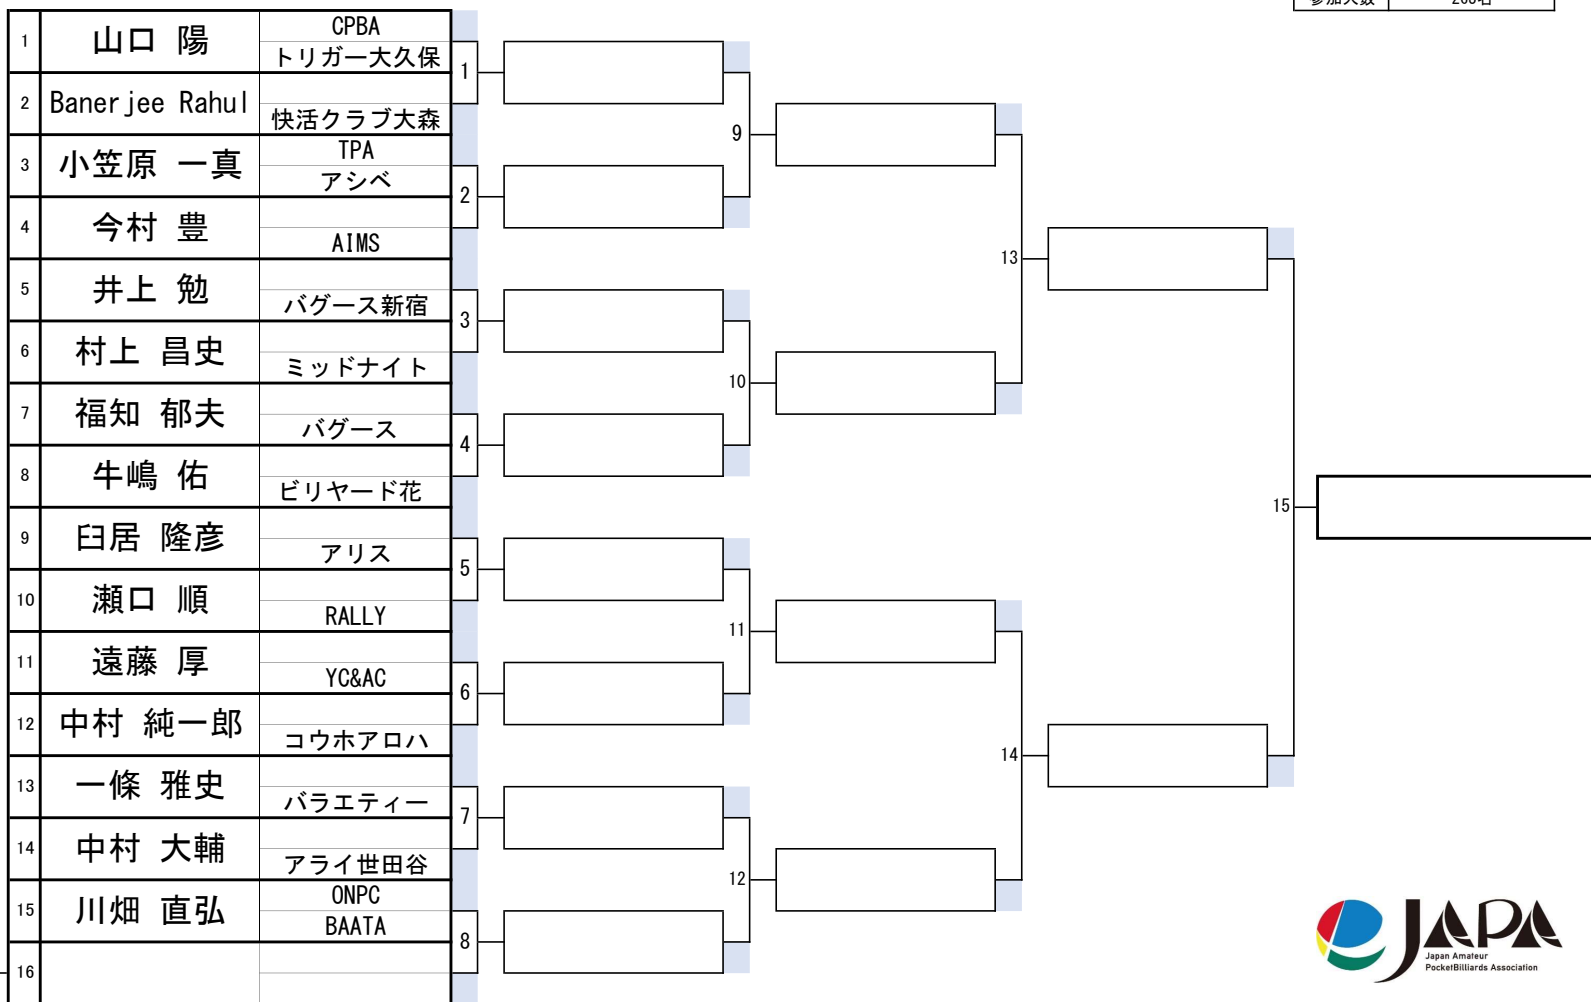 1
山口 陽
CPBA
トリガー大久保
2
Banerjee Rahul
快活クラブ大森
3
小笠原 一真
TPA
アシベ
4
今村 豊
AIMS
5
井上 勉
バグース新宿
6
村上 昌史
ミッドナイト
7
福知 郁夫
バグース
8
牛嶋 佑
ビリヤード花
9
臼居 隆彦
アリス
10
瀬口 順
RALLY
11
遠藤 厚
YC&AC
12
中村 純一郎
コウホアロハ
13
一條 雅史
バラエティー
14
中村 大輔
アライ世田谷
15
川畑 直弘
ONPC
BAATA
16
1
2
3
4
5
6
7
8
9
10
11
12
13
14
15
JAPA
Japan Amateur
PocketBilliards Association